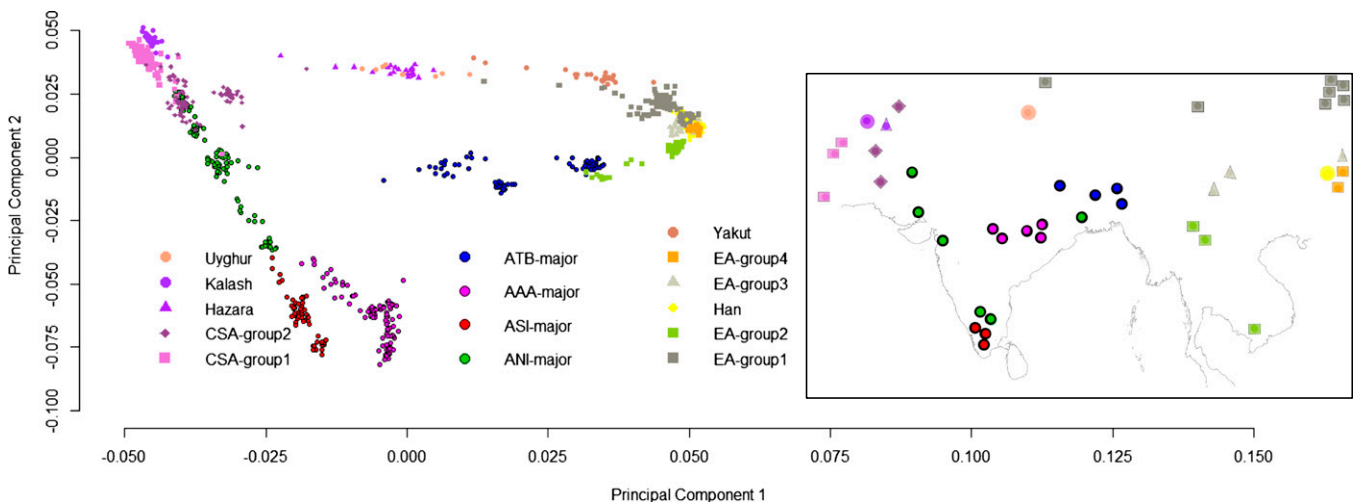 Principal Component 2
0.050
0.025
0.000
-0.025
-0.050
-0.075
-0.100
Uyghur
Kalash
Hazara
CSA-group2
CSA-group1
ATB-major
AAA-major
ASI-major
ANI-major
Yakut
EA-group4
EA-group3
Han
EA-group2
EA-group1
-0.050 -0.025 0.000 0.025 0.050 0.075 0.100 0.125 0.150
Principal Component 1